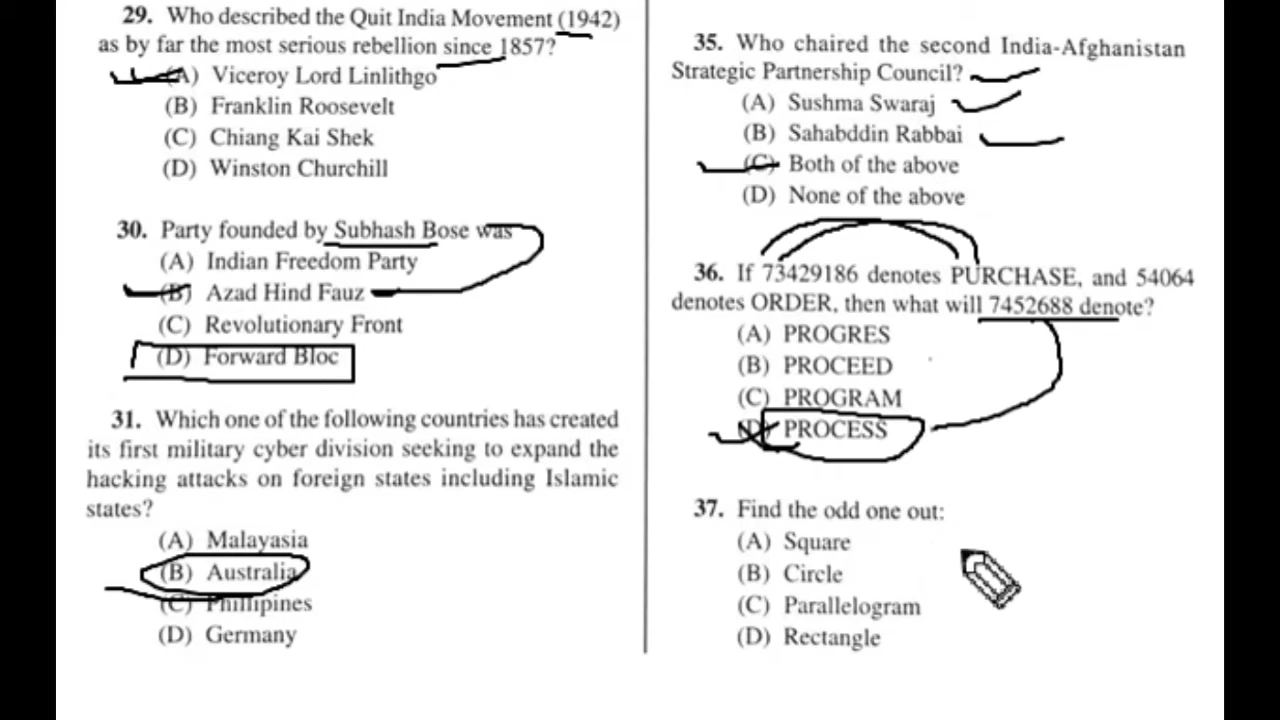 29. Who described the Quit India Movement (1942)
as by far the most serious rebellion since 1857?
(A) Viceroy Lord Linlithgo
(B) Franklin Roosevelt
(C) Chiang Kai Shek
(D) Winston Churchill
30. Party founded by Subhash Bose was
(A) Indian Freedom Party
(B) Azad Hind Fauz
(C) Revolutionary Front
(D) Forward Bloc
31. Which one of the following countries has created
its first military cyber division seeking to expand the
hacking attacks on foreign states including Islamic
states?
(A) Malayasia
(B) Australia
(C) Phillipines
(D) Germany
35. Who chaired the second India-Afghanistan
Strategic Partnership Council?
(A) Sushma Swaraj
(B) Sahabddin Rabbai
(C) Both of the above
(D) None of the above
36. If 73429186 denotes PURCHASE, and 54064
denotes ORDER, then what will 7452688 denote?
(A) PROGRES
(B) PROCEED
(C) PROGRAM
(D) PROCESS
37. Find the odd one out:
(A) Square
(B) Circle
(C) Parallelogram
(D) Rectangle